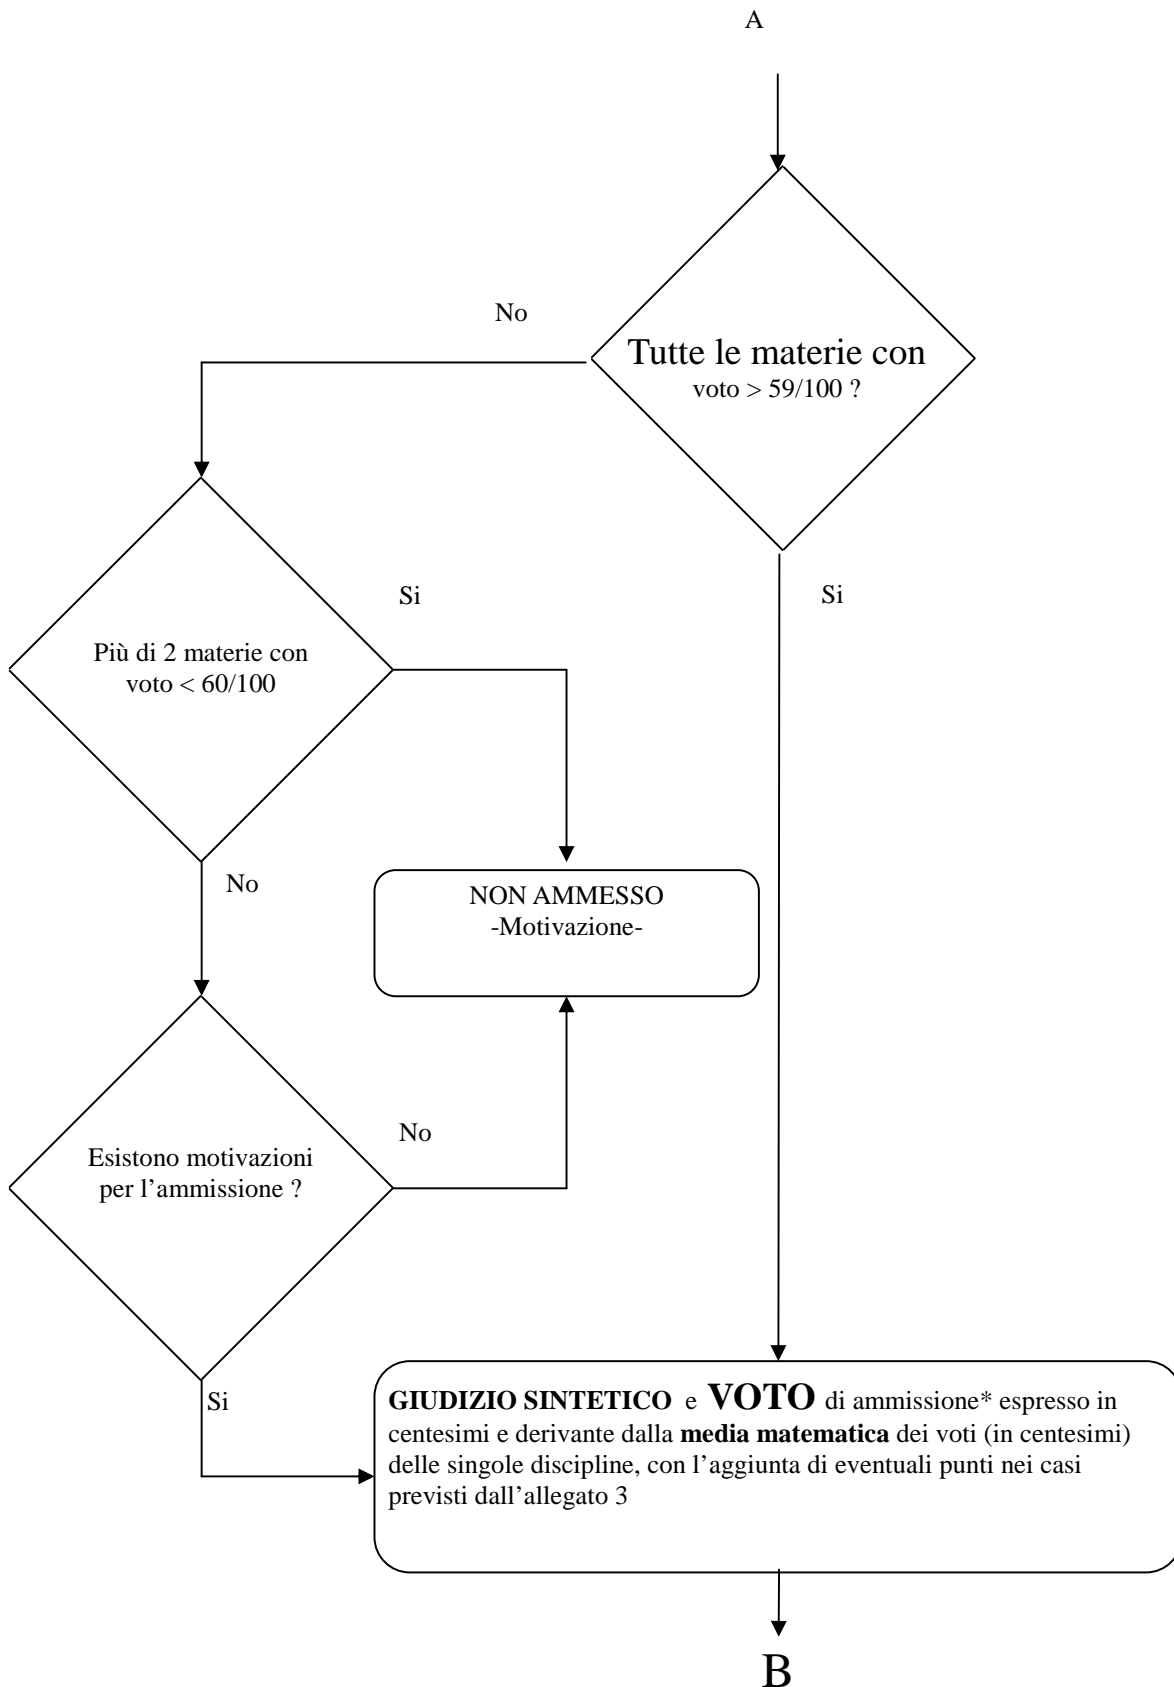 A
No
Tutte le materie con
voto > 59/100 ?
Si
Si
Più di 2 materie con
voto < 60/100
No
NON AMMESSO
-Motivazione-
No
Esistono motivazioni
per l’ammissione ?
Si
GIUDIZIO SINTETICO e VOTO di ammissione* espresso in
centesimi e derivante dalla media matematica dei voti (in centesimi)
delle singole discipline, con l’aggiunta di eventuali punti nei casi
previsti dall’allegato 3
B